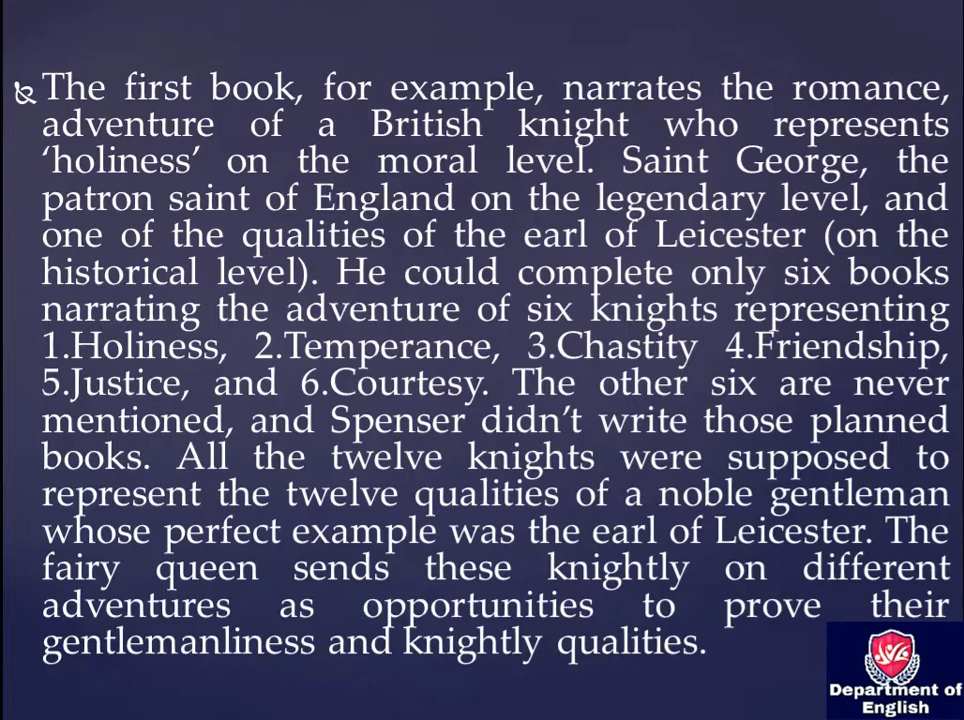 The first book, for example, narrates the romance,
adventure of a British knight who represents
‘holiness’ on the moral level. Saint George, the
patron saint of England on the legendary level, and
one of the qualities of the earl of Leicester (on the
historical level). He could complete only six books
narrating the adventure of six knights representing
1.Holiness, 2.Temperance, 3.Chastity 4.Friendship,
5.Justice, and 6.Courtesy. The other six are never
mentioned, and Spenser didn’t write those planned
books. All the twelve knights were supposed to
represent the twelve qualities of a noble gentleman
whose perfect example was the earl of Leicester. The
fairy queen sends these knightly on different
adventures as opportunities to prove their
gentlemanliness and knightly qualities.
Department of
English